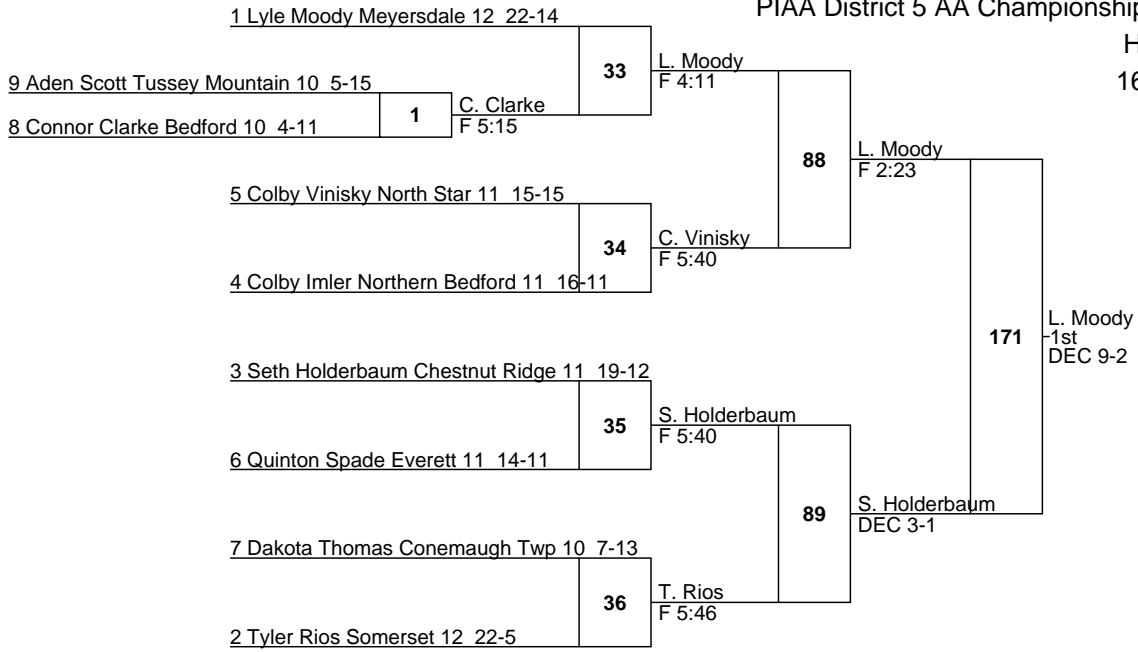 PIAA District 5 AA Championship
H
16
1 Lyle Moody Meyersdale 12 22-14
33
L. Moody
F 4:11
9 Aden Scott Tussey Mountain 10 5-15
1
C. Clarke
F 5:15
8 Connor Clarke Bedford 10 4-11
88
L. Moody
F 2:23
5 Colby Vinisky North Star 11 15-15
34
C. Vinisky
F 5:40
4 Colby Imler Northern Bedford 11 16-11
171
L. Moody
1st
DEC 9-2
3 Seth Holderbaum Chestnut Ridge 11 19-12
35
S. Holderbaum
F 5:40
6 Quinton Spade Everett 11 14-11
89
S. Holderbaum
DEC 3-1
7 Dakota Thomas Conemaugh Twp 10 7-13
36
T. Rios
F 5:46
2 Tyler Rios Somerset 12 22-5